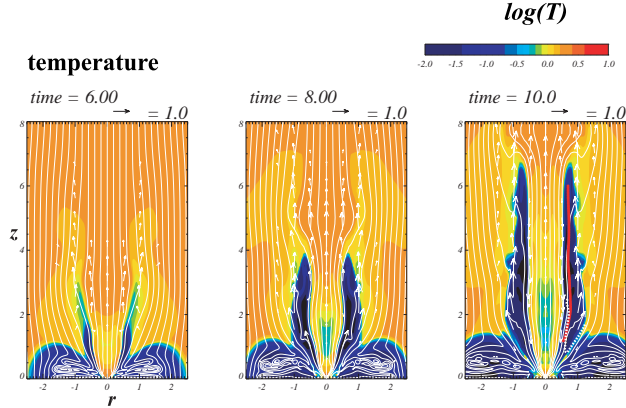 log(T)
-2.0 -1.5 -1.0 -0.5 0.0 0.5 1.0
temperature
time = 6.00 = 1.0
time = 8.00 = 1.0
time = 10.0 = 1.0
8 8 8
6 6 6
z
4 4 4
2 2 2
0 0 0
-2 -1 0 1 2 -2 -1 0 1 2 -2 -1 0 1 2
r